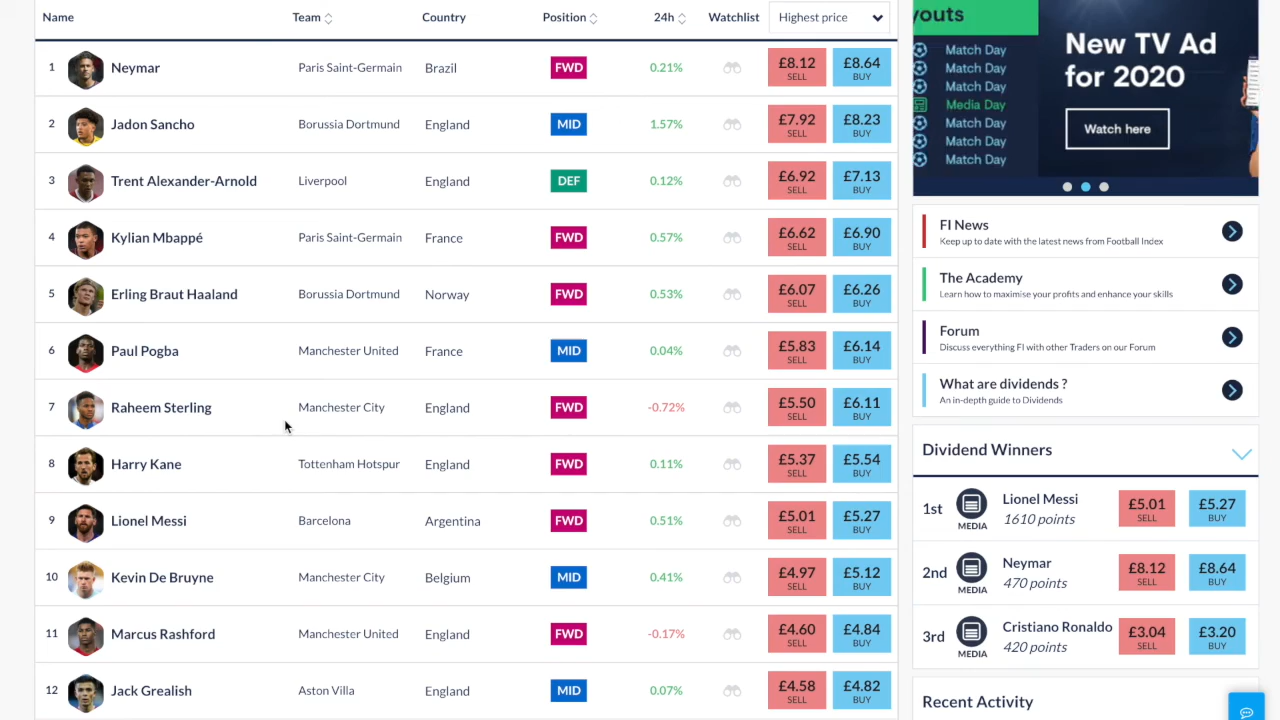 Name Team Country Position 24h Watchlist Highest price
1 Neymar Paris Saint-Germain Brazil FWD 0.21% £8.12 SELL £8.64 BUY
2 Jadon Sancho Borussia Dortmund England MID 1.57% £7.92 SELL £8.23 BUY
3 Trent Alexander-Arnold Liverpool England DEF 0.12% £6.92 SELL £7.13 BUY
4 Kylian Mbappé Paris Saint-Germain France FWD 0.57% £6.62 SELL £6.90 BUY
5 Erling Braut Haaland Borussia Dortmund Norway FWD 0.53% £6.07 SELL £6.26 BUY
6 Paul Pogba Manchester United France MID 0.04% £5.83 SELL £6.14 BUY
7 Raheem Sterling Manchester City England FWD -0.72% £5.50 SELL £6.11 BUY
8 Harry Kane Tottenham Hotspur England FWD 0.11% £5.37 SELL £5.54 BUY
9 Lionel Messi Barcelona Argentina FWD 0.51% £5.01 SELL £5.27 BUY
10 Kevin De Bruyne Manchester City Belgium MID 0.41% £4.97 SELL £5.12 BUY
11 Marcus Rashford Manchester United England FWD -0.17% £4.60 SELL £4.84 BUY
12 Jack Grealish Aston Villa England MID 0.07% £4.58 SELL £4.82 BUY
youts
Match Day
Match Day
Match Day
Media Day
Match Day
Match Day
Match Day
New TV Ad
for 2020
Watch here
FI News
Keep up to date with the latest news from Football Index
The Academy
Learn how to maximise your profits and enhance your skills
Forum
Discuss everything FI with other Traders on our Forum
What are dividends ?
An in-depth guide to Dividends
Dividend Winners
1st MEDIA Lionel Messi 1610 points £5.01 SELL £5.27 BUY
2nd MEDIA Neymar 470 points £8.12 SELL £8.64 BUY
3rd MEDIA Cristiano Ronaldo 420 points £3.04 SELL £3.20 BUY
Recent Activity